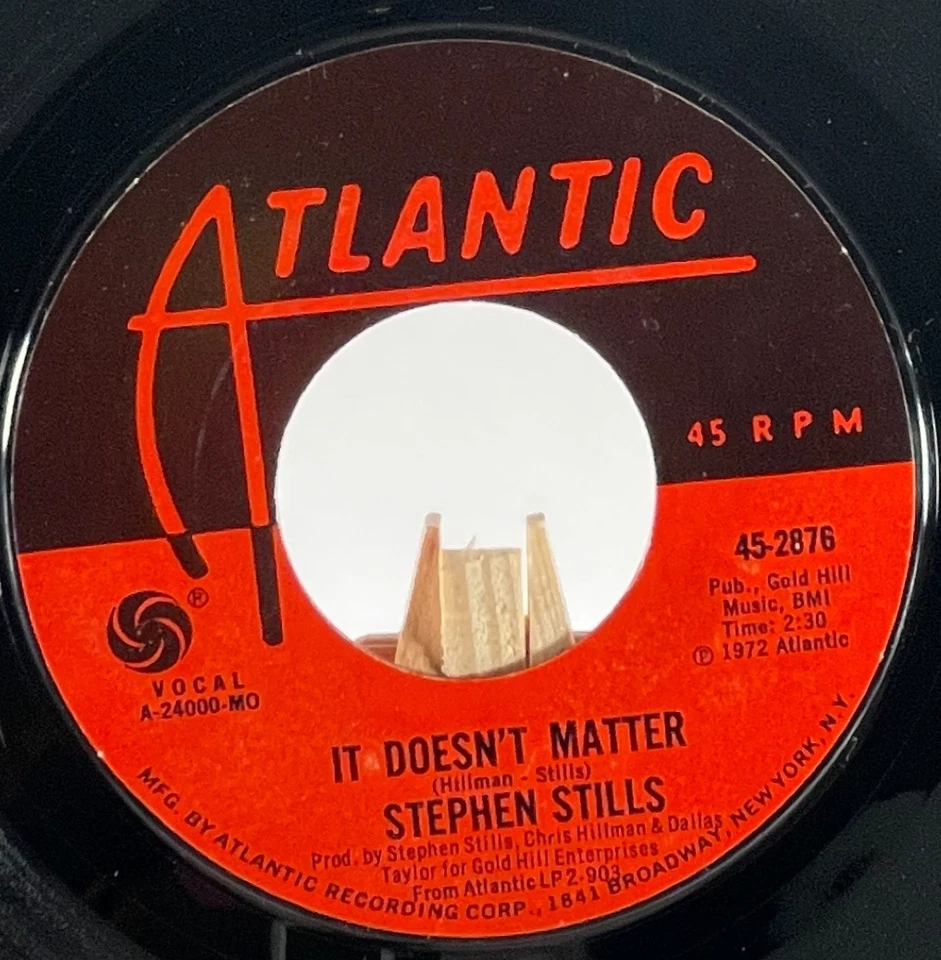 ATLANTIC
45 RPM
45-2876
Pub., Gold Hill
Music, BMI
Time: 2:30
Ⓟ 1972 Atlantic
®
VOCAL
A-24000-MO
IT DOESN'T MATTER
(Hillman - Stills)
STEPHEN STILLS
Prod. by Stephen Stills, Chris Hillman & Dallas
Taylor for Gold Hill Enterprises
From Atlantic LP 2-903
MFG. BY ATLANTIC RECORDING CORP., 1841 BROADWAY, NEW YORK, N.Y.